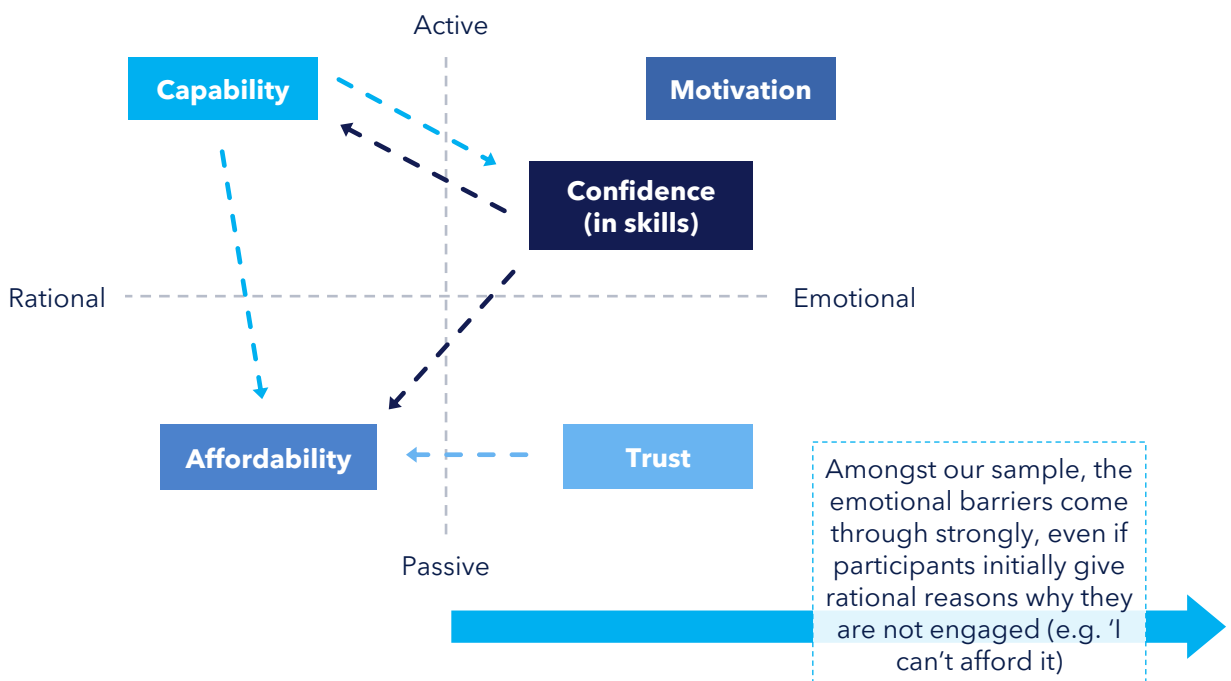 Active
Capability
Motivation
Confidence
(in skills)
Rational
Emotional
Affordability
Trust
Passive
Amongst our sample, the
emotional barriers come
through strongly, even if
participants initially give
rational reasons why they
are not engaged (e.g. ‘I
can’t afford it)